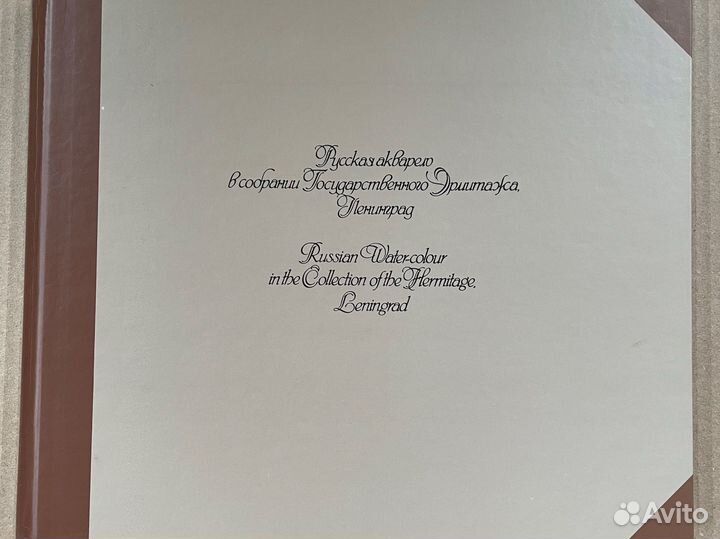 Русская акварель
в собрании Государственного Эрмитажа,
Ленинград
Russian Water-colour
in the Collection of the Hermitage,
Leningrad
Avito